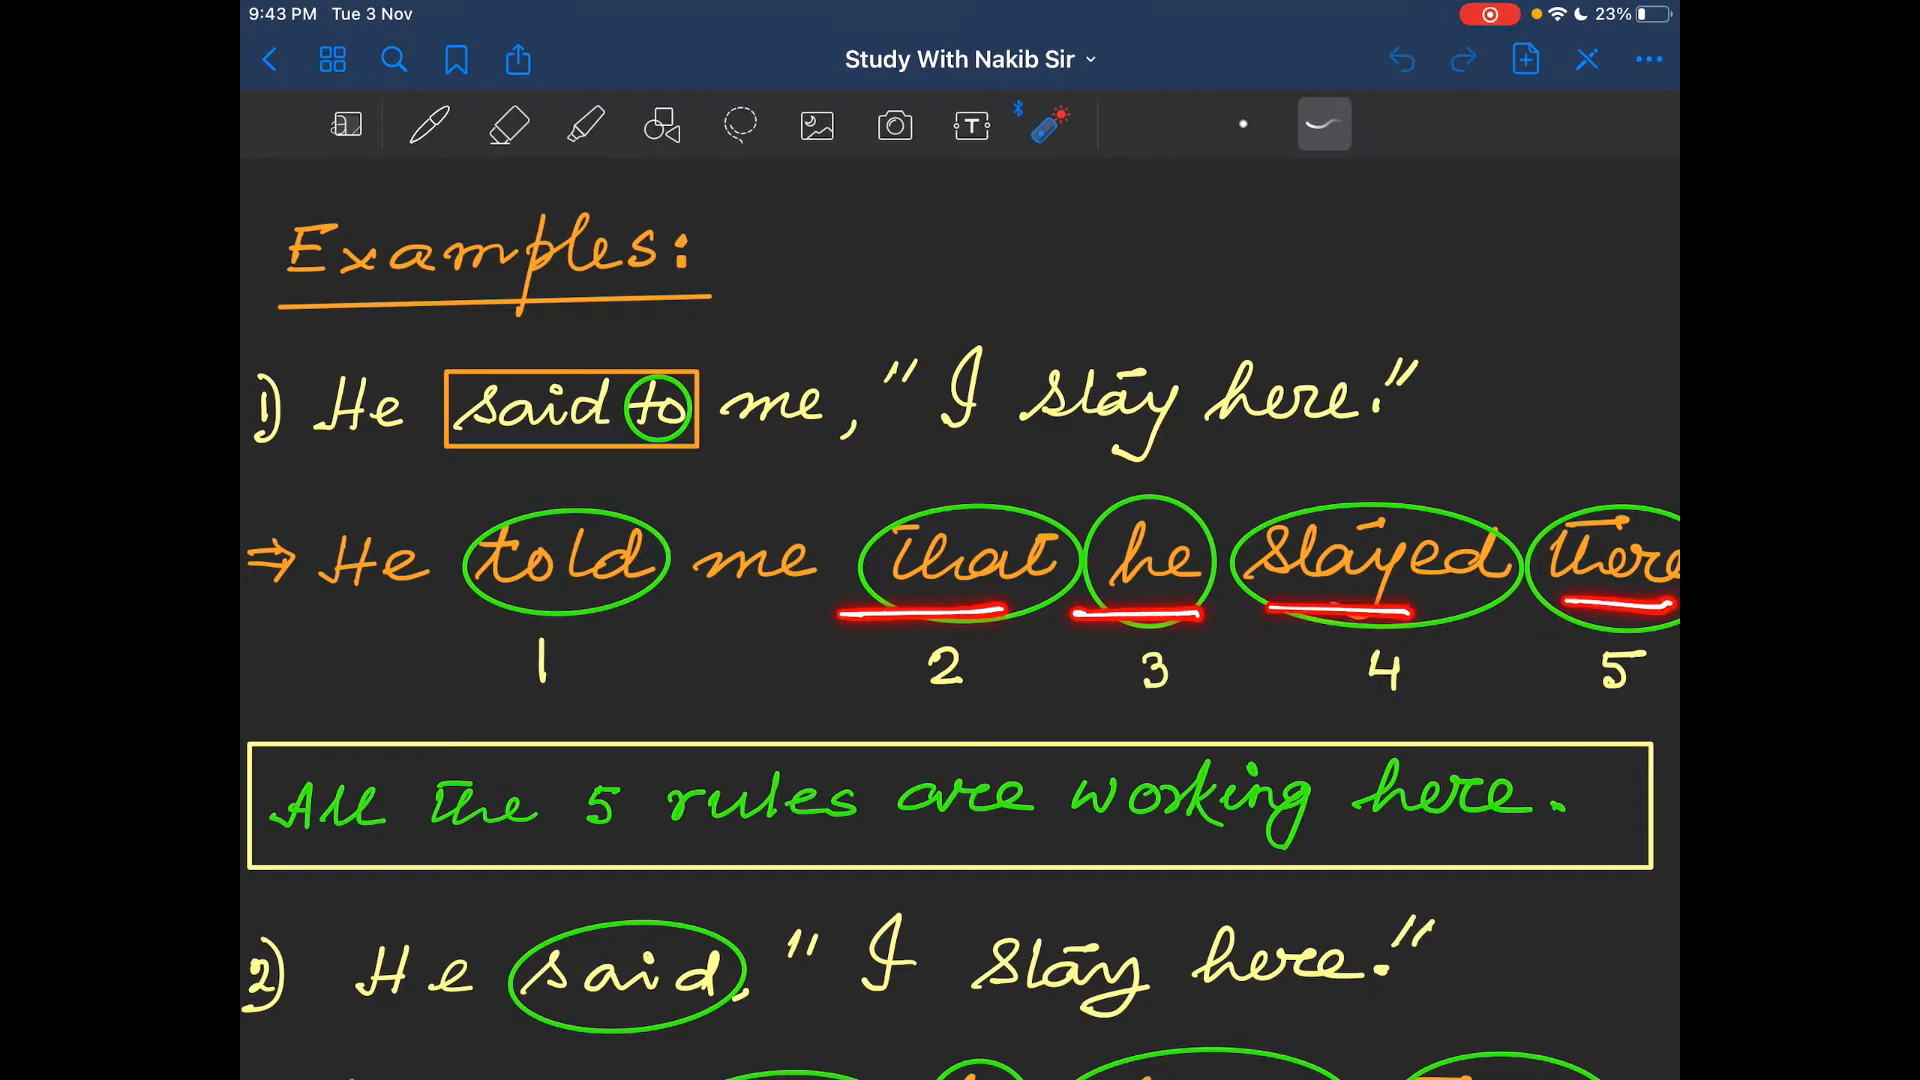 9:43 PM Tue 3 Nov 23%
Study With Nakib Sir
Examples:
1) He said to me, "I stay here."
⇒ He told me that he stayed there
1 2 3 4 5
All the 5 rules are working here.
2) He said, "I stay here."